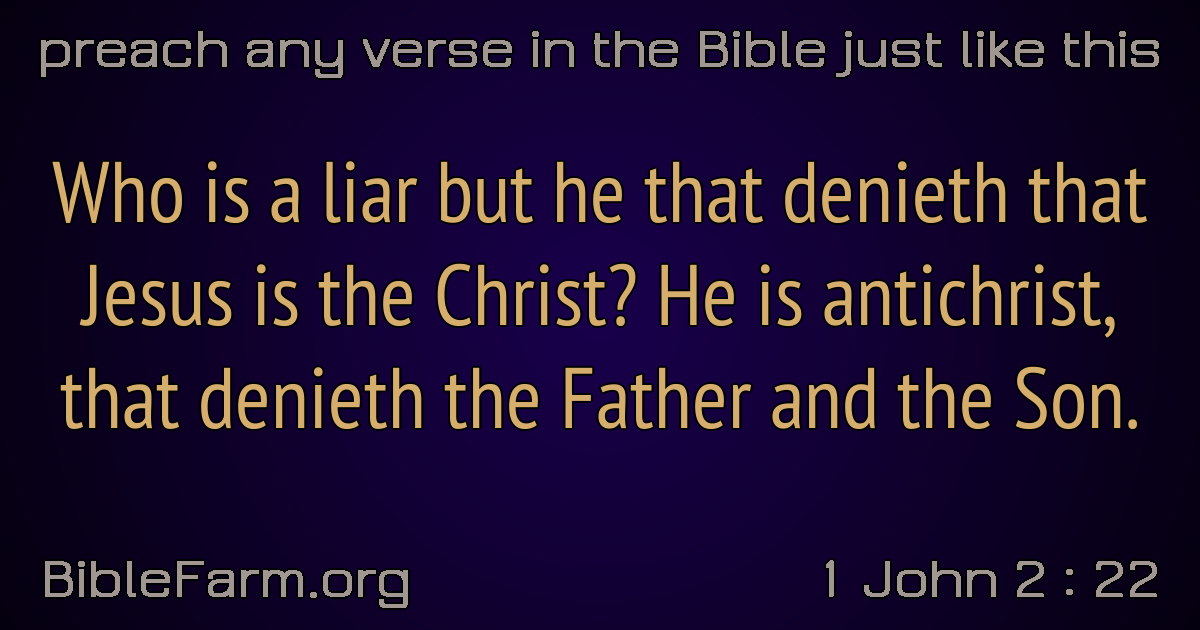 preach any verse in the Bible just like this
Who is a liar but he that denieth that
Jesus is the Christ? He is antichrist,
that denieth the Father and the Son.
BibleFarm.org
1 John 2 : 22